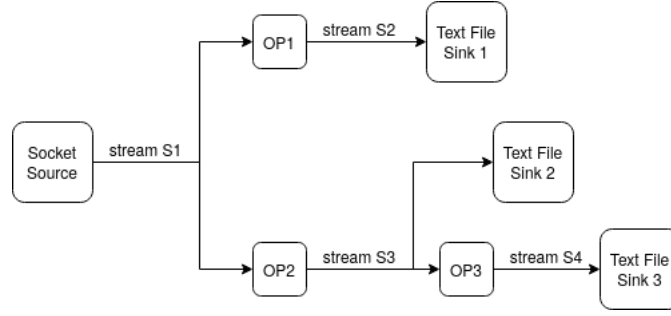 OP1
stream S2
Text File
Sink 1
Socket
Source
stream S1
Text File
Sink 2
OP2
stream S3
OP3
stream S4
Text File
Sink 3